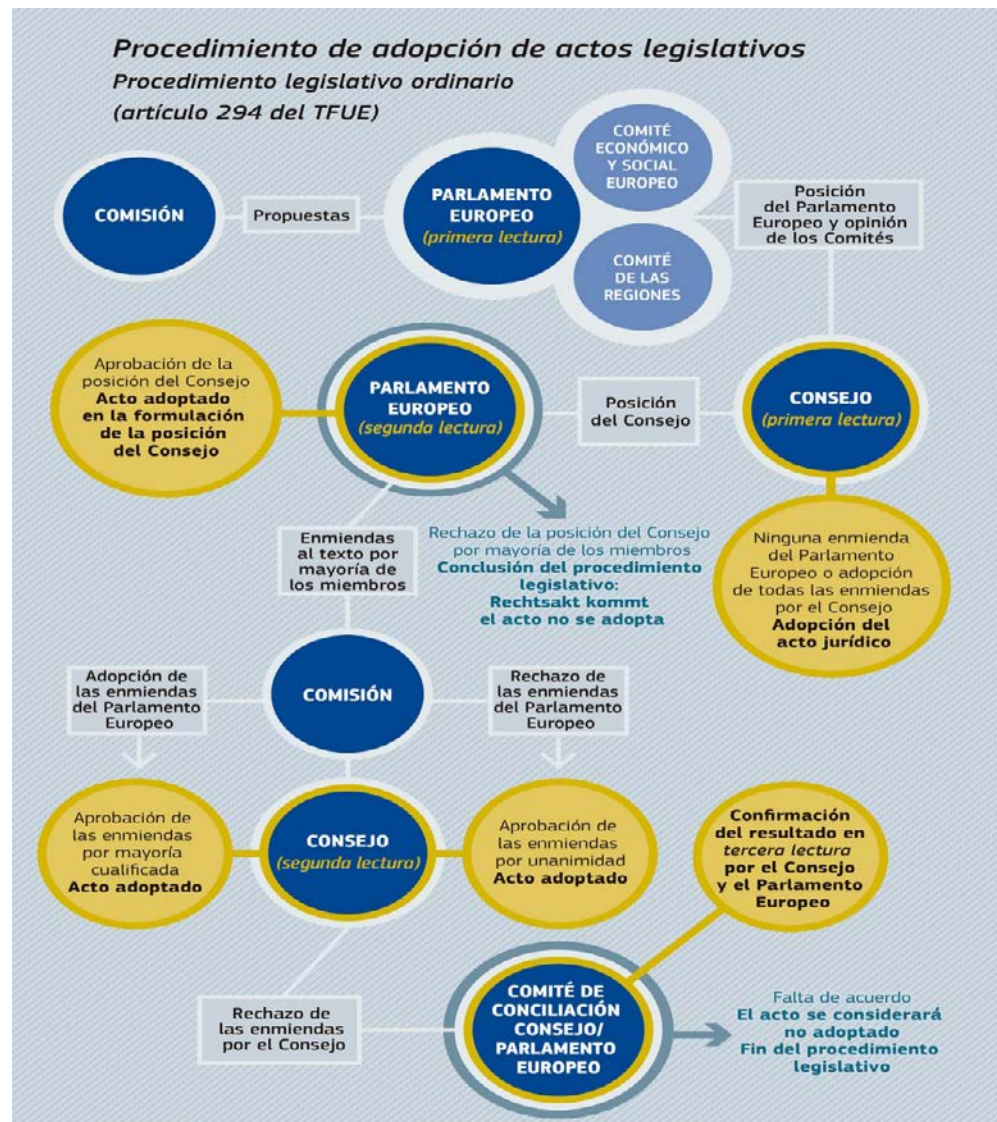 Procedimiento de adopción de actos legislativos
Procedimiento legislativo ordinario
(artículo 294 del TFUE)
COMISIÓN
Propuestas
PARLAMENTO
EUROPEO
(primera lectura)
COMITÉ
ECONÓMICO
Y SOCIAL
EUROPEO
COMITÉ
DE LAS
REGIONES
Posición
del Parlamento
Europeo y opinión
de los Comités
Aprobación de la
posición del Consejo
Acto adoptado
en la formulación
de la posición
del Consejo
PARLAMENTO
EUROPEO
(segunda lectura)
Posición
del Consejo
CONSEJO
(primera lectura)
Enmiendas
al texto por
mayoría de
los miembros
Rechazo de la posición del Consejo
por mayoría de los miembros
Conclusión del procedimiento
legislativo:
Rechtsakt kommt
el acto no se adopta
Ninguna enmienda
del Parlamento
Europeo o adopción
de todas las enmiendas
por el Consejo
Adopción del
acto jurídico
Adopción de
las enmiendas
del Parlamento
Europeo
COMISIÓN
Rechazo de
las enmiendas
del Parlamento
Europeo
Aprobación de
las enmiendas
por mayoría
cualificada
Acto adoptado
CONSEJO
(segunda lectura)
Aprobación de
las enmiendas
por unanimidad
Acto adoptado
Confirmación
del resultado en
tercera lectura
por el Consejo
y el Parlamento
Europeo
Rechazo de
las enmiendas
por el Consejo
COMITÉ DE
CONCILIACIÓN
CONSEJO/
PARLAMENTO
EUROPEO
Falta de acuerdo
El acto se considerará
no adoptado
Fin del procedimiento
legislativo